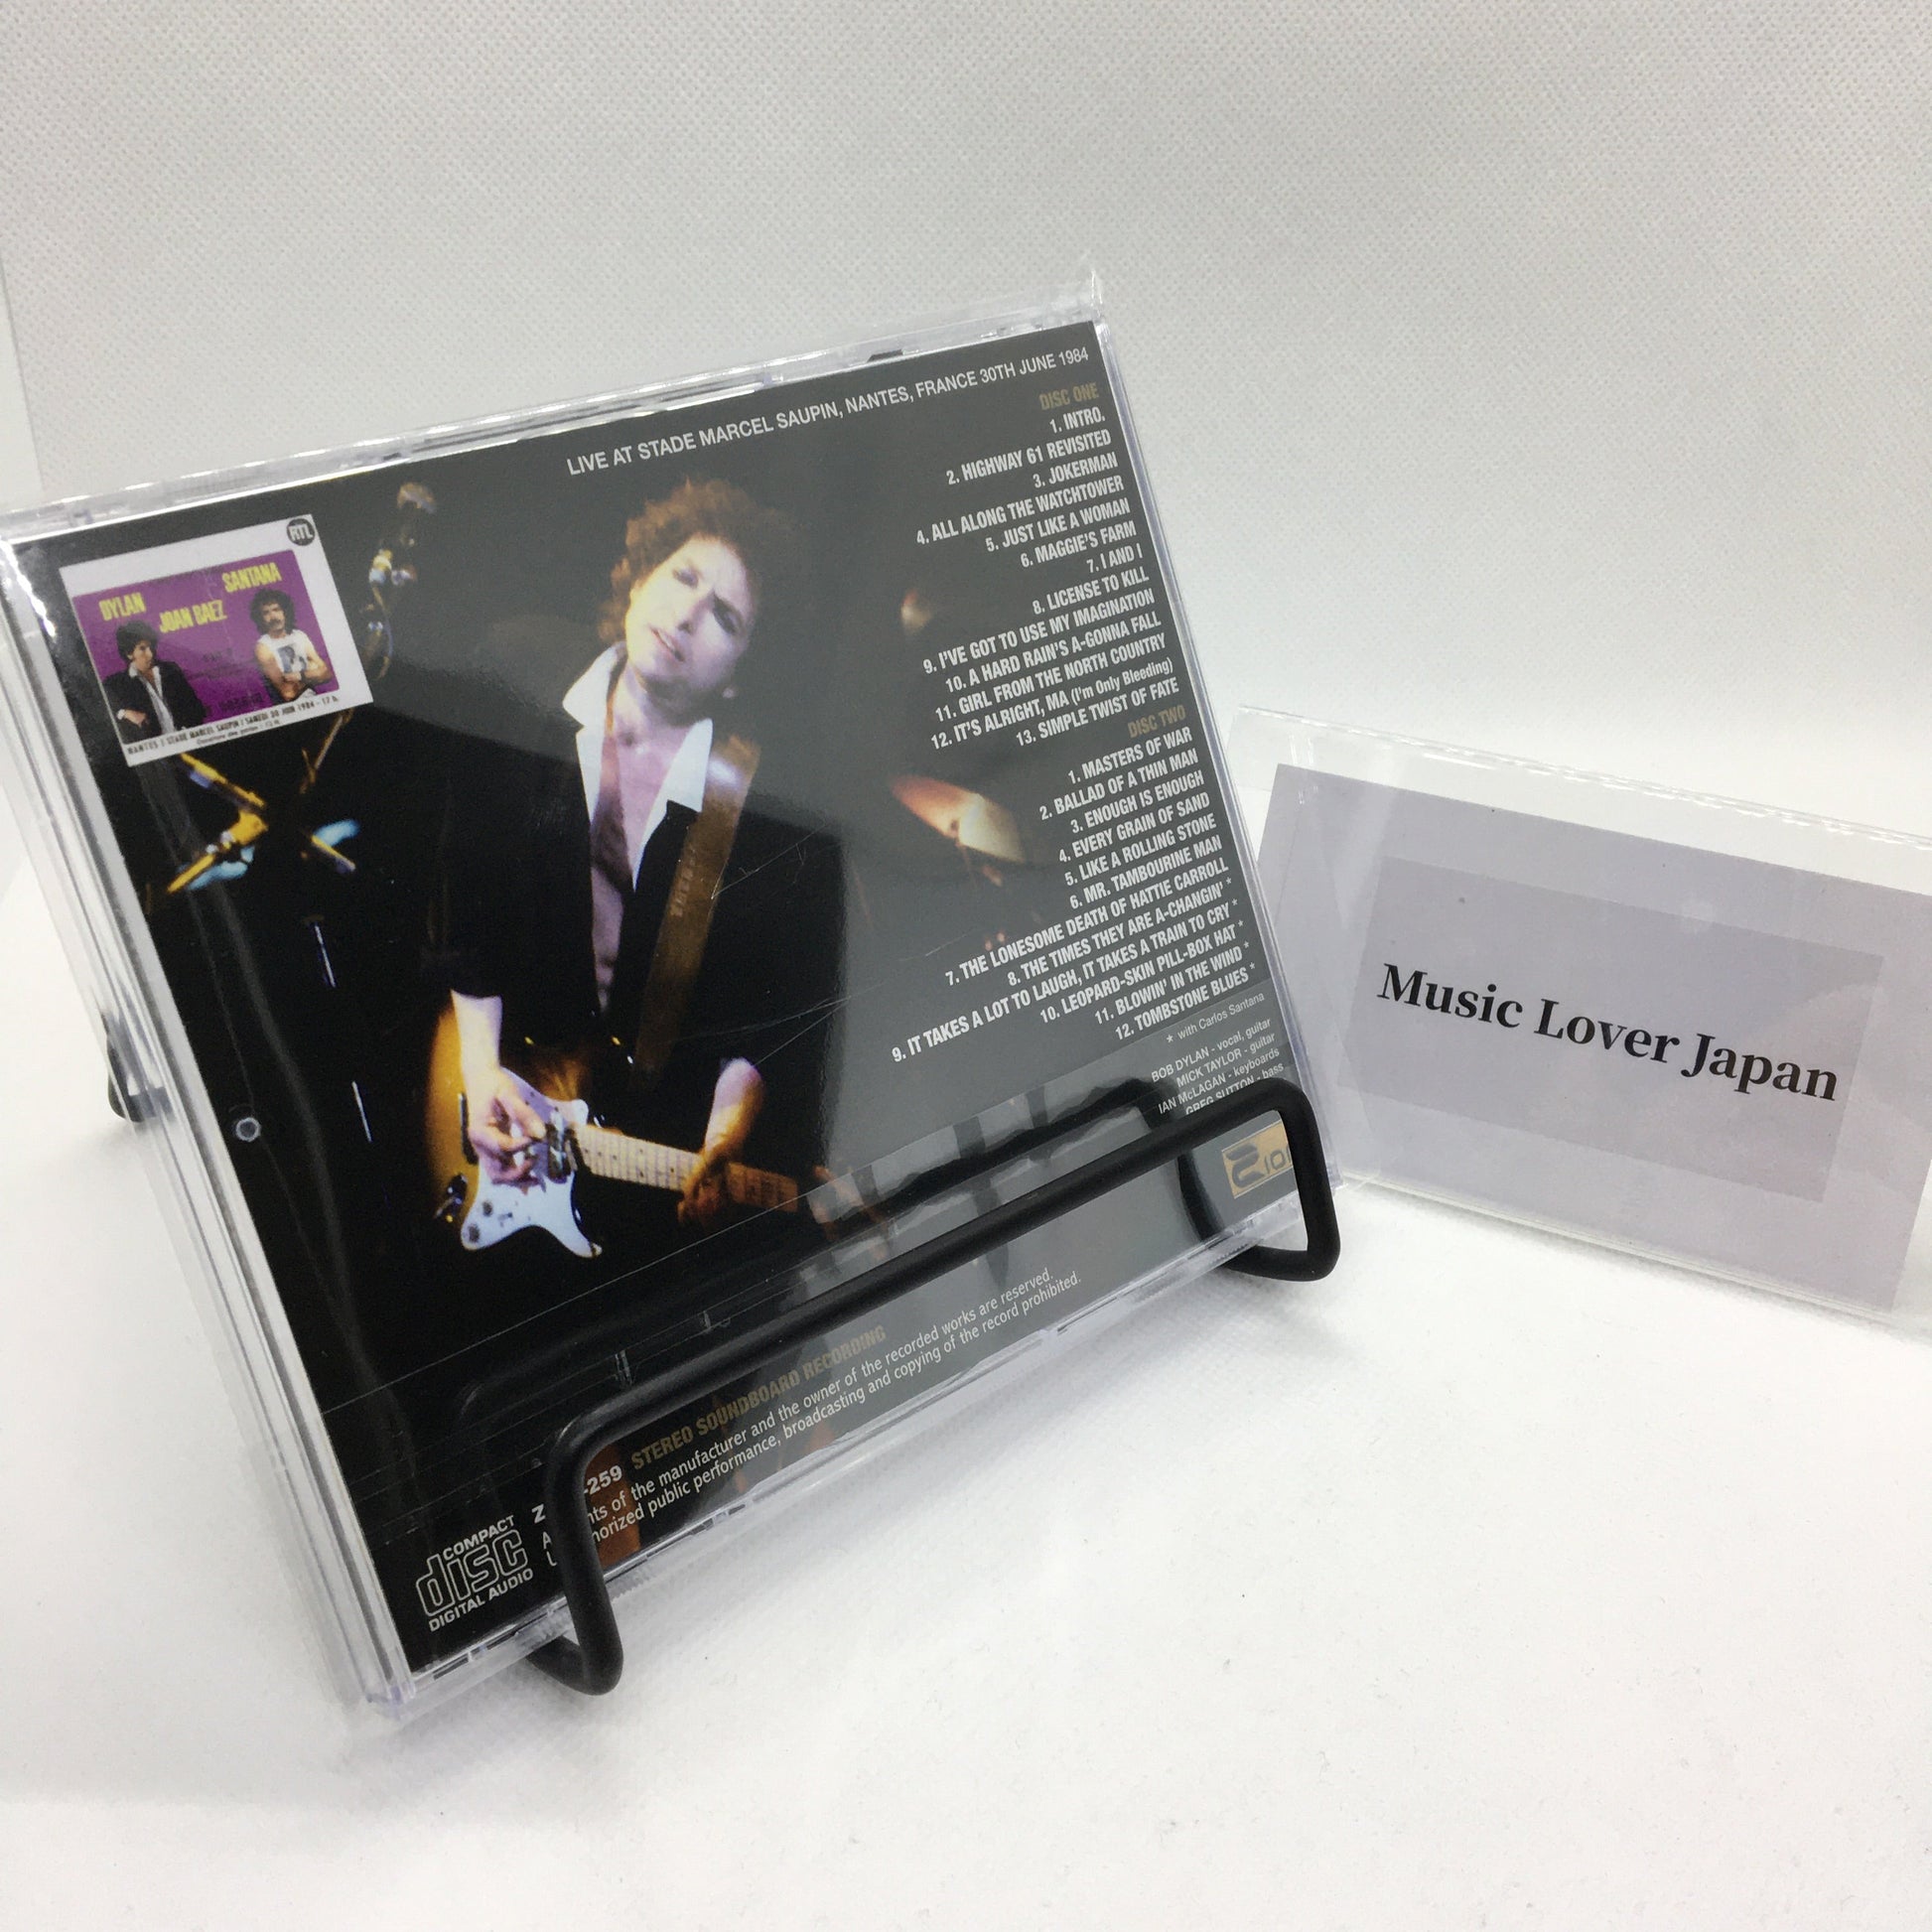 LIVE AT STADE MARCEL SAUPIN, NANTES, FRANCE 30TH JUNE 1984
RTL
DYLAN
JOAN BAEZ
SANTANA
NANTES / STADE MARCEL SAUPIN / SAMEDI 30 JUIN 1984 - 17 h.
DISC ONE
1. INTRO.
2. HIGHWAY 61 REVISITED
3. JOKERMAN
4. ALL ALONG THE WATCHTOWER
5. JUST LIKE A WOMAN
6. MAGGIE'S FARM
7. I AND I
8. LICENSE TO KILL
9. I'VE GOT TO USE MY IMAGINATION
10. A HARD RAIN'S A-GONNA FALL
11. GIRL FROM THE NORTH COUNTRY
12. IT'S ALRIGHT, MA (I'm Only Bleeding)
13. SIMPLE TWIST OF FATE
DISC TWO
1. MASTERS OF WAR
2. BALLAD OF A THIN MAN
3. ENOUGH IS ENOUGH
4. EVERY GRAIN OF SAND
5. LIKE A ROLLING STONE
6. MR. TAMBOURINE MAN
7. THE LONESOME DEATH OF HATTIE CARROLL
8. THE TIMES THEY ARE A-CHANGIN' *
9. IT TAKES A LOT TO LAUGH, IT TAKES A TRAIN TO CRY *
10. LEOPARD-SKIN PILL-BOX HAT *
11. BLOWIN' IN THE WIND *
12. TOMBSTONE BLUES *
* with Carlos Santana
BOB DYLAN - vocal, guitar
MICK TAYLOR - guitar
IAN McLAGAN - keyboards
GREG SUTTON - bass
-259 STEREO SOUNDBOARD RECORDING
of the manufacturer and the owner of the recorded works are reserved.
public performance, broadcasting and copying of the record prohibited.
COMPACT
disc
DIGITAL AUDIO
Music Lover Japan